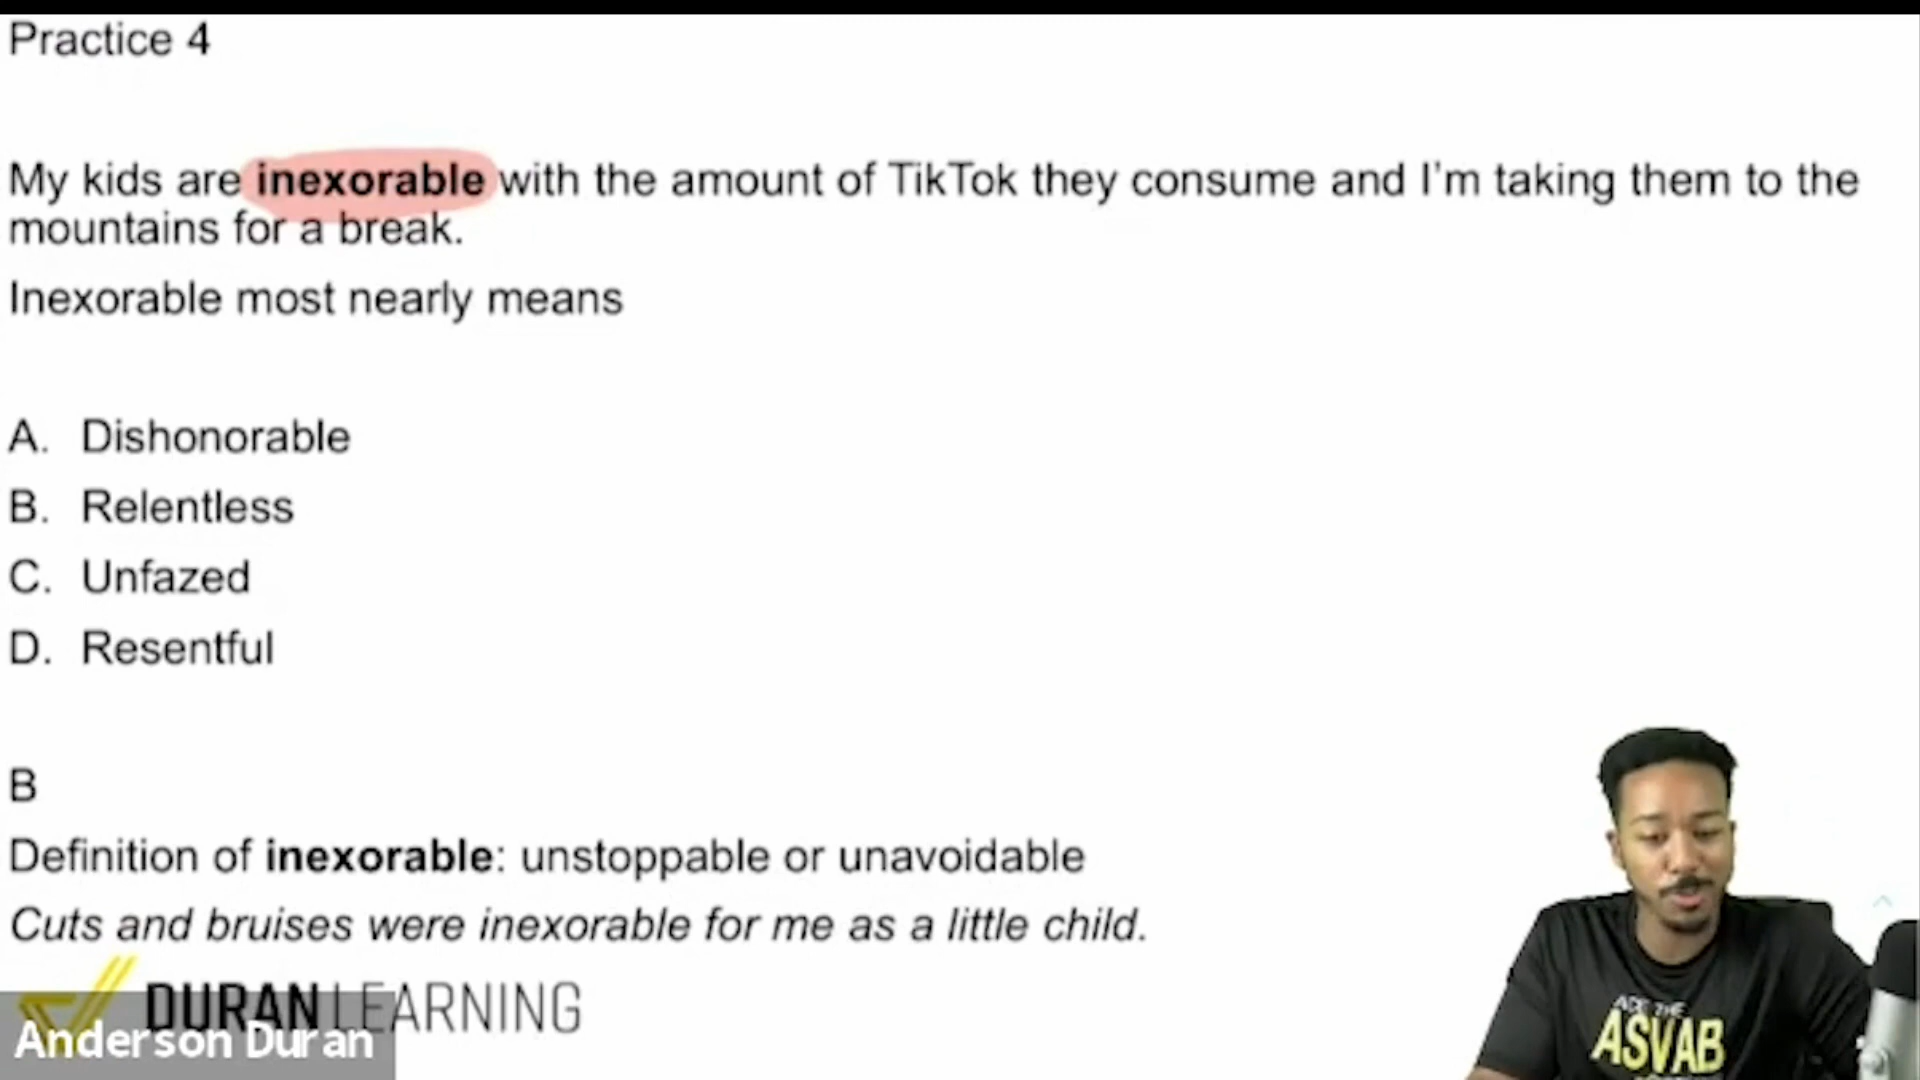 Practice 4
My kids are inexorable with the amount of TikTok they consume and I'm taking them to the
mountains for a break.
Inexorable most nearly means
A. Dishonorable
B. Relentless
C. Unfazed
D. Resentful
B
Definition of inexorable: unstoppable or unavoidable
Cuts and bruises were inexorable for me as a little child.
DURAN LEARNING
Anderson Duran
ACE THE
ASVAB